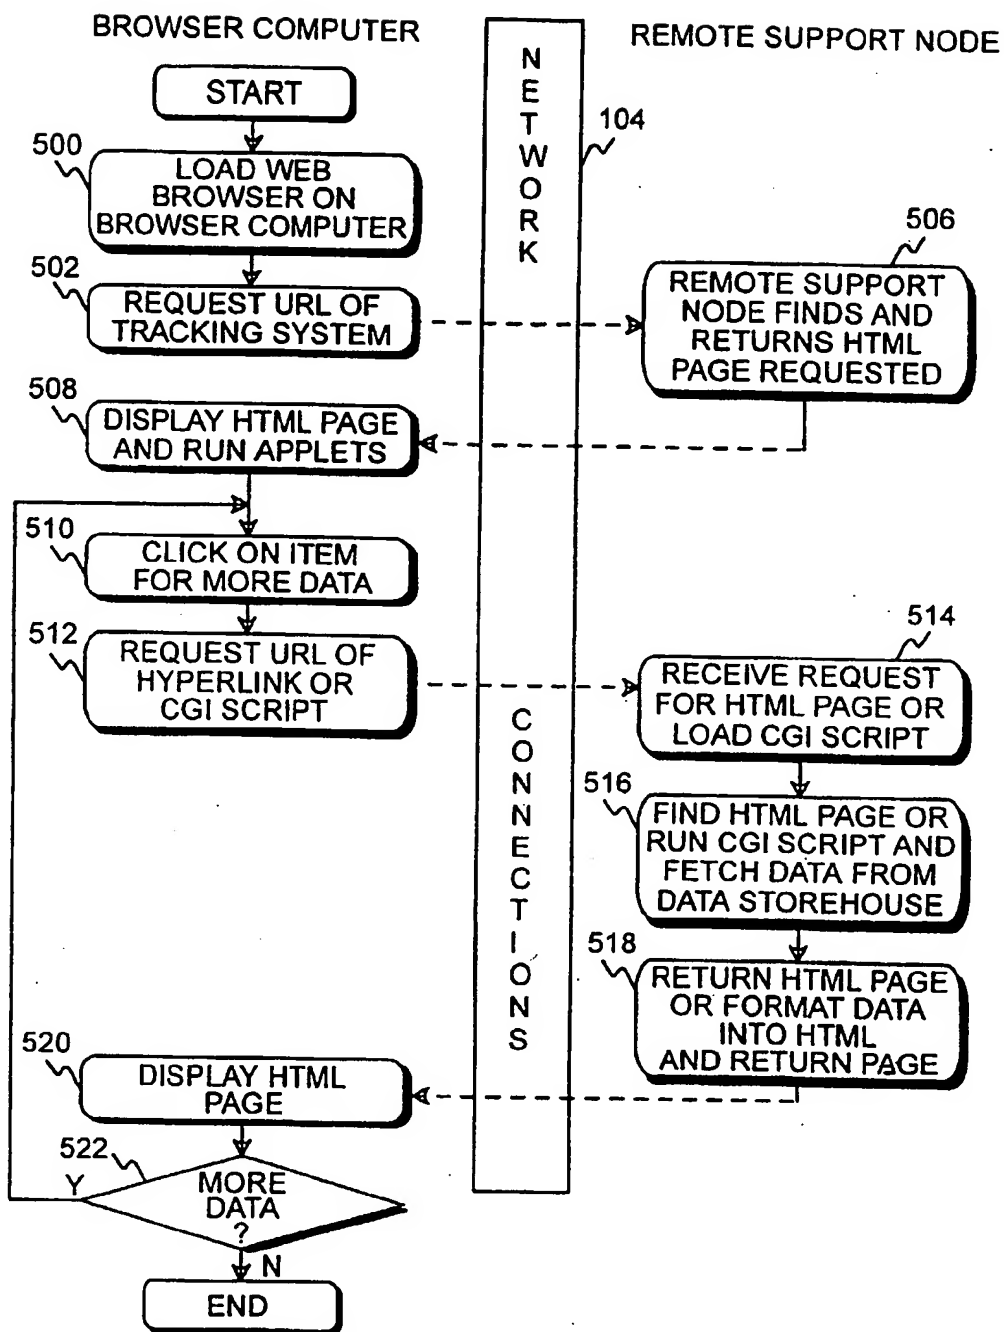 BROWSER COMPUTER
REMOTE SUPPORT NODE
START
NETWORK
104
500
LOAD WEB
BROWSER ON
BROWSER COMPUTER
502
REQUEST URL OF
TRACKING SYSTEM
506
REMOTE SUPPORT
NODE FINDS AND
RETURNS HTML
PAGE REQUESTED
508
DISPLAY HTML PAGE
AND RUN APPLETS
510
CLICK ON ITEM
FOR MORE DATA
512
REQUEST URL OF
HYPERLINK OR
CGI SCRIPT
CONNECTIONS
514
RECEIVE REQUEST
FOR HTML PAGE OR
LOAD CGI SCRIPT
516
FIND HTML PAGE OR
RUN CGI SCRIPT AND
FETCH DATA FROM
DATA STOREHOUSE
518
RETURN HTML PAGE
OR FORMAT DATA
INTO HTML
AND RETURN PAGE
520
DISPLAY HTML
PAGE
522
Y
MORE
DATA
?
N
END